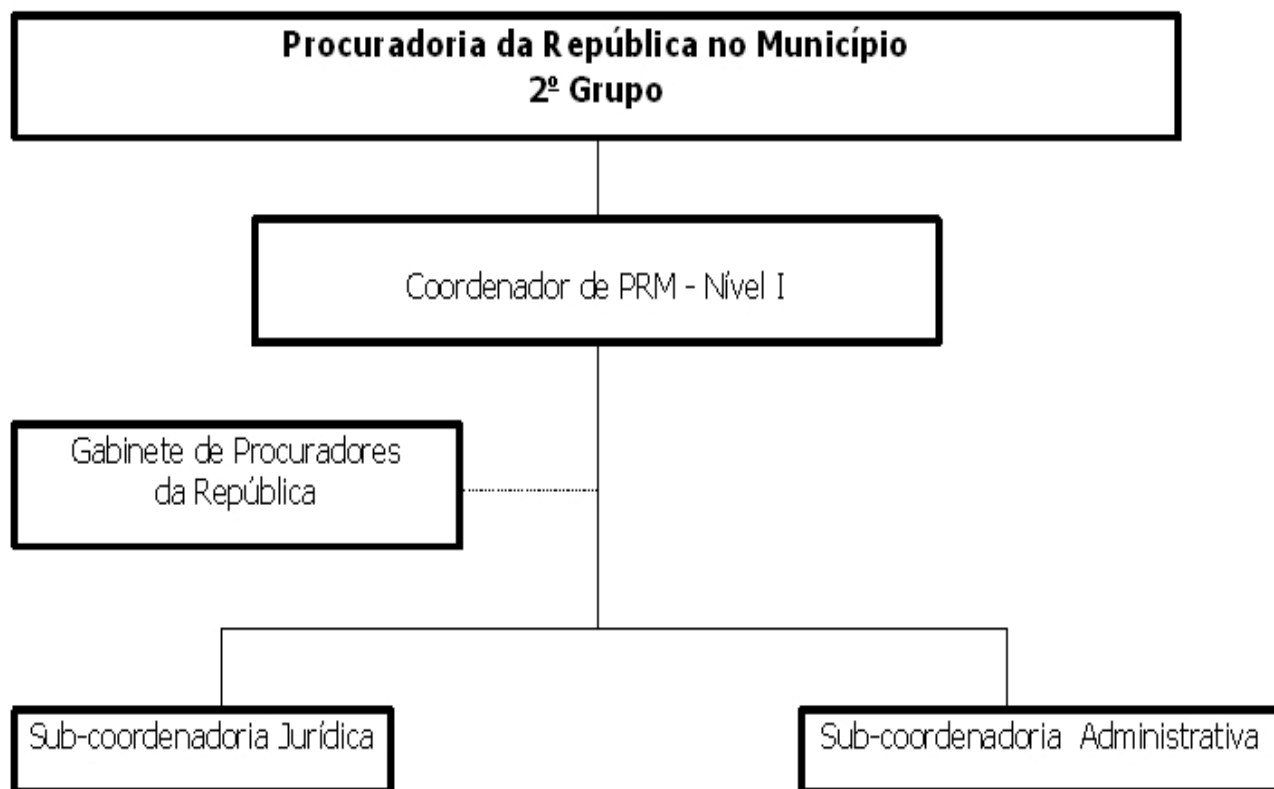 Procuradoria da República no Município
2º Grupo
Coordenador de PRM - Nível I
Gabinete de Procuradores
da República
Sub-coordenadoria Jurídica
Sub-coordenadoria Administrativa